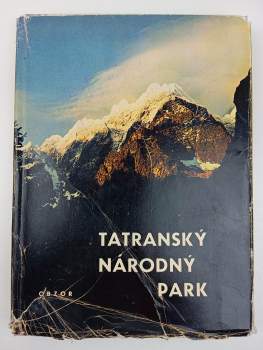 TATRANSKÝ
NÁRODNÝ
PARK
OBZOR